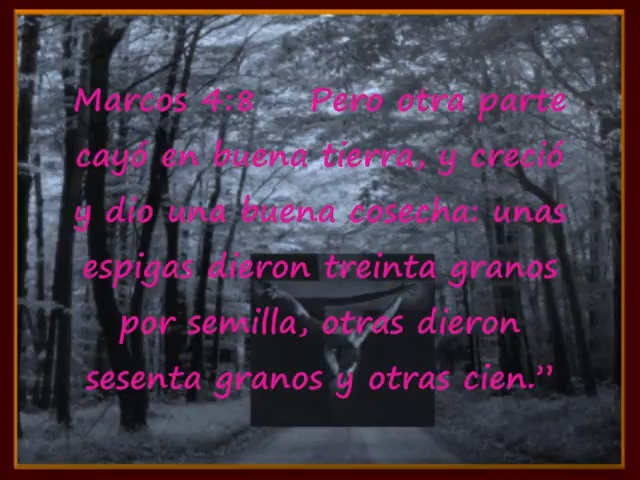 Marcos 4:8 Pero otra parte
cayó en buena tierra, y creció
y dio una buena cosecha: unas
espigas dieron treinta granos
por semilla, otras dieron
sesenta granos y otras cien.”